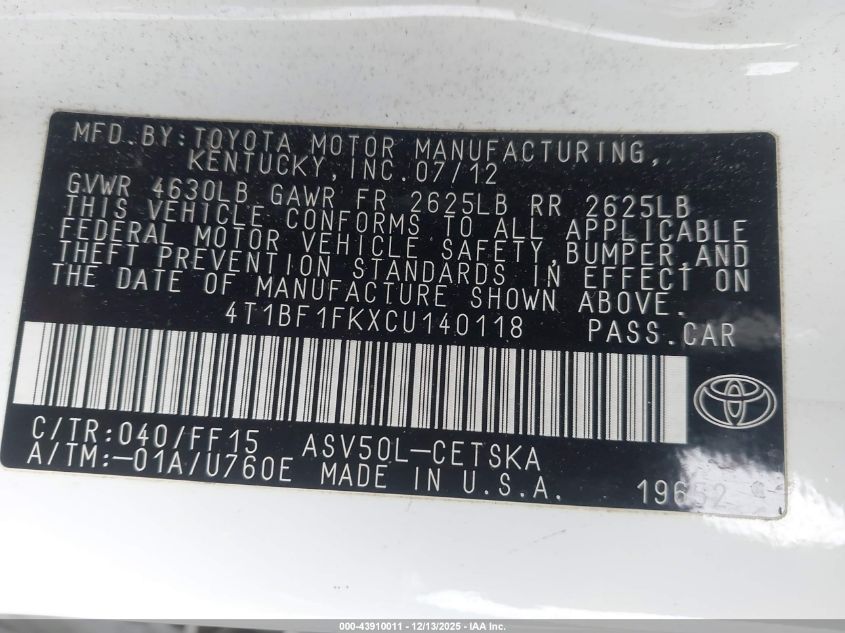 MFD.BY:TOYOTA MOTOR MANUFACTURING,
KENTUCKY,INC.07/12
GVWR 4630LB GAWR FR 2625LB RR 2625LB
THIS VEHICLE CONFORMS TO ALL APPLICABLE
FEDERAL MOTOR VEHICLE SAFETY,BUMPER,AND
THEFT PREVENTION STANDARDS IN EFFECT ON
THE DATE OF MANUFACTURE SHOWN ABOVE.
4T1BF1FKXCU140118 PASS.CAR
C/TR:040/FF15 ASV50L-CETSKA
A/TM:-01A/U760E MADE IN U.S.A.
000-43910011 - 12/13/2025 - IAA Inc.